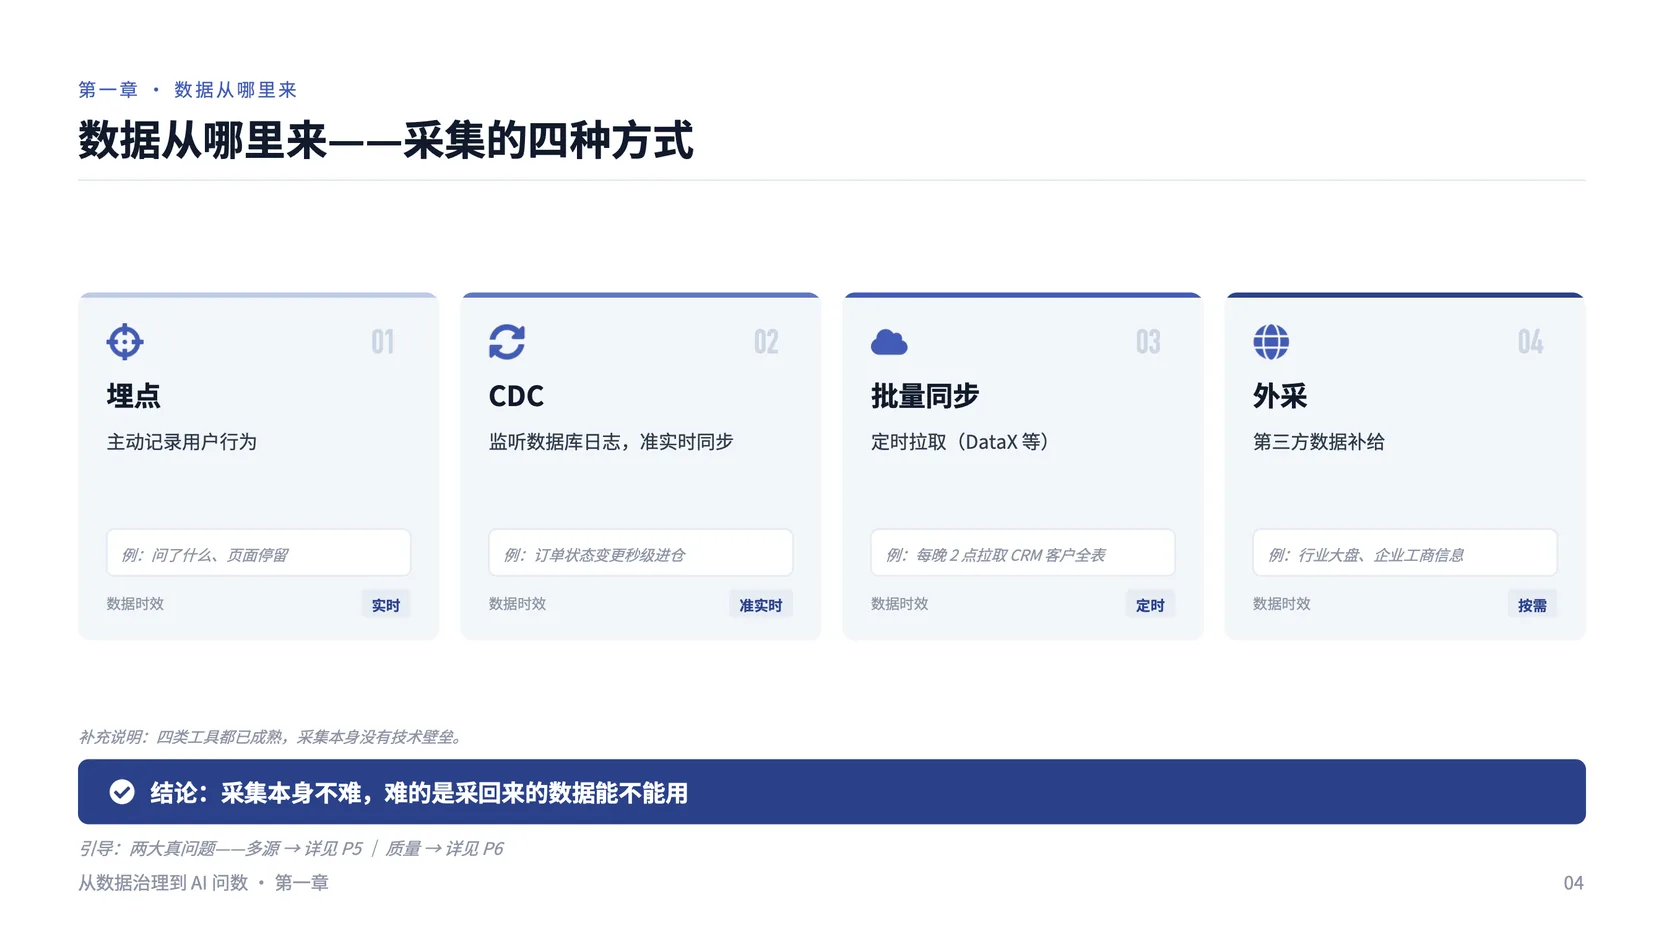 第一章 · 数据从哪里来
数据从哪里来——采集的四种方式
01
埋点
主动记录用户行为
例：问了什么、页面停留
数据时效
实时
02
CDC
监听数据库日志，准实时同步
例：订单状态变更秒级进仓
数据时效
准实时
03
批量同步
定时拉取（DataX 等）
例：每晚 2 点拉取 CRM 客户全表
数据时效
定时
04
外采
第三方数据补给
例：行业大盘、企业工商信息
数据时效
按需
补充说明：四类工具都已成熟，采集本身没有技术壁垒。
结论：采集本身不难，难的是采回来的数据能不能用
引导：两大真问题——多源 → 详见 P5 ｜ 质量 → 详见 P6
从数据治理到 AI 问数 · 第一章
04